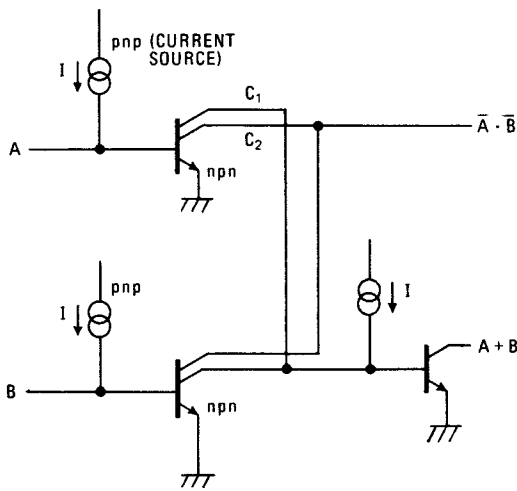 pnp (CURRENT
SOURCE)
I
C₁
A̅ · B̅
A
C₂
npn
pnp
I
I
A + B
B
npn